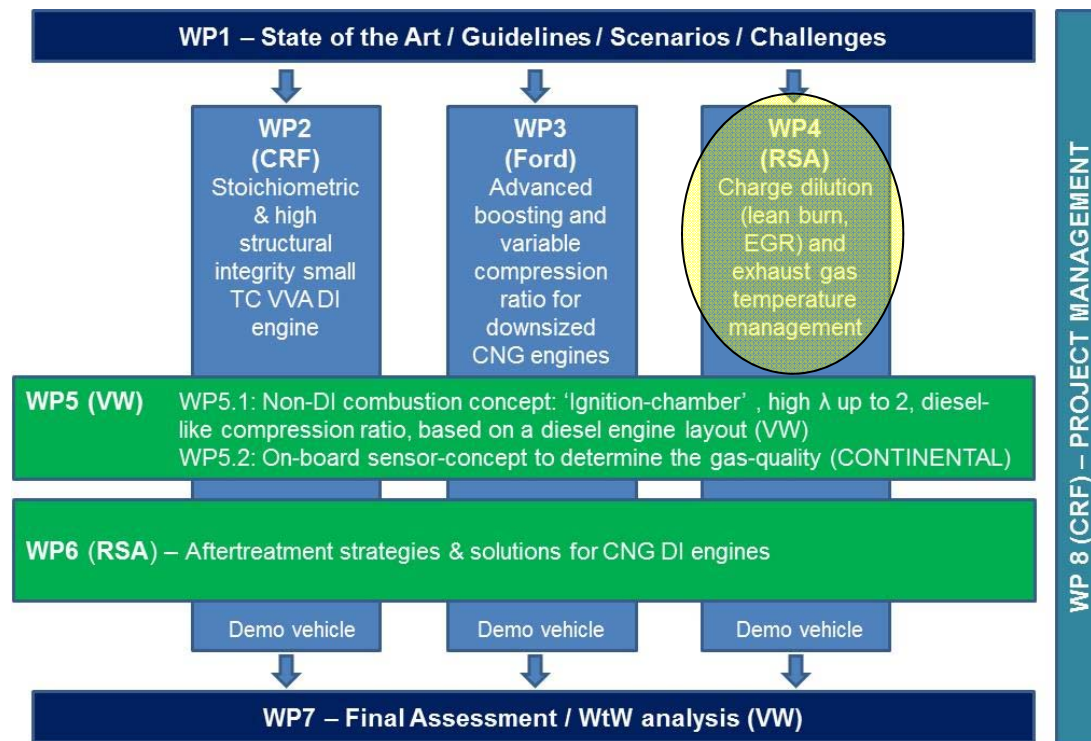 WP1 – State of the Art / Guidelines / Scenarios / Challenges
WP2
(CRF)
Stoichiometric
& high
structural
integrity small
TC VVA DI
engine
WP3
(Ford)
Advanced
boosting and
variable
compression
ratio for
downsized
CNG engines
WP4
(RSA)
Charge dilution
(lean burn,
EGR) and
exhaust gas
temperature
management
WP5 (VW) WP5.1: Non-DI combustion concept: ‘Ignition-chamber’ , high λ up to 2, diesel-
like compression ratio, based on a diesel engine layout (VW)
WP5.2: On-board sensor-concept to determine the gas-quality (CONTINENTAL)
WP6 (RSA) – Aftertreatment strategies & solutions for CNG DI engines
Demo vehicle
Demo vehicle
Demo vehicle
WP7 – Final Assessment / WtW analysis (VW)
WP 8 (CRF) – PROJECT MANAGEMENT